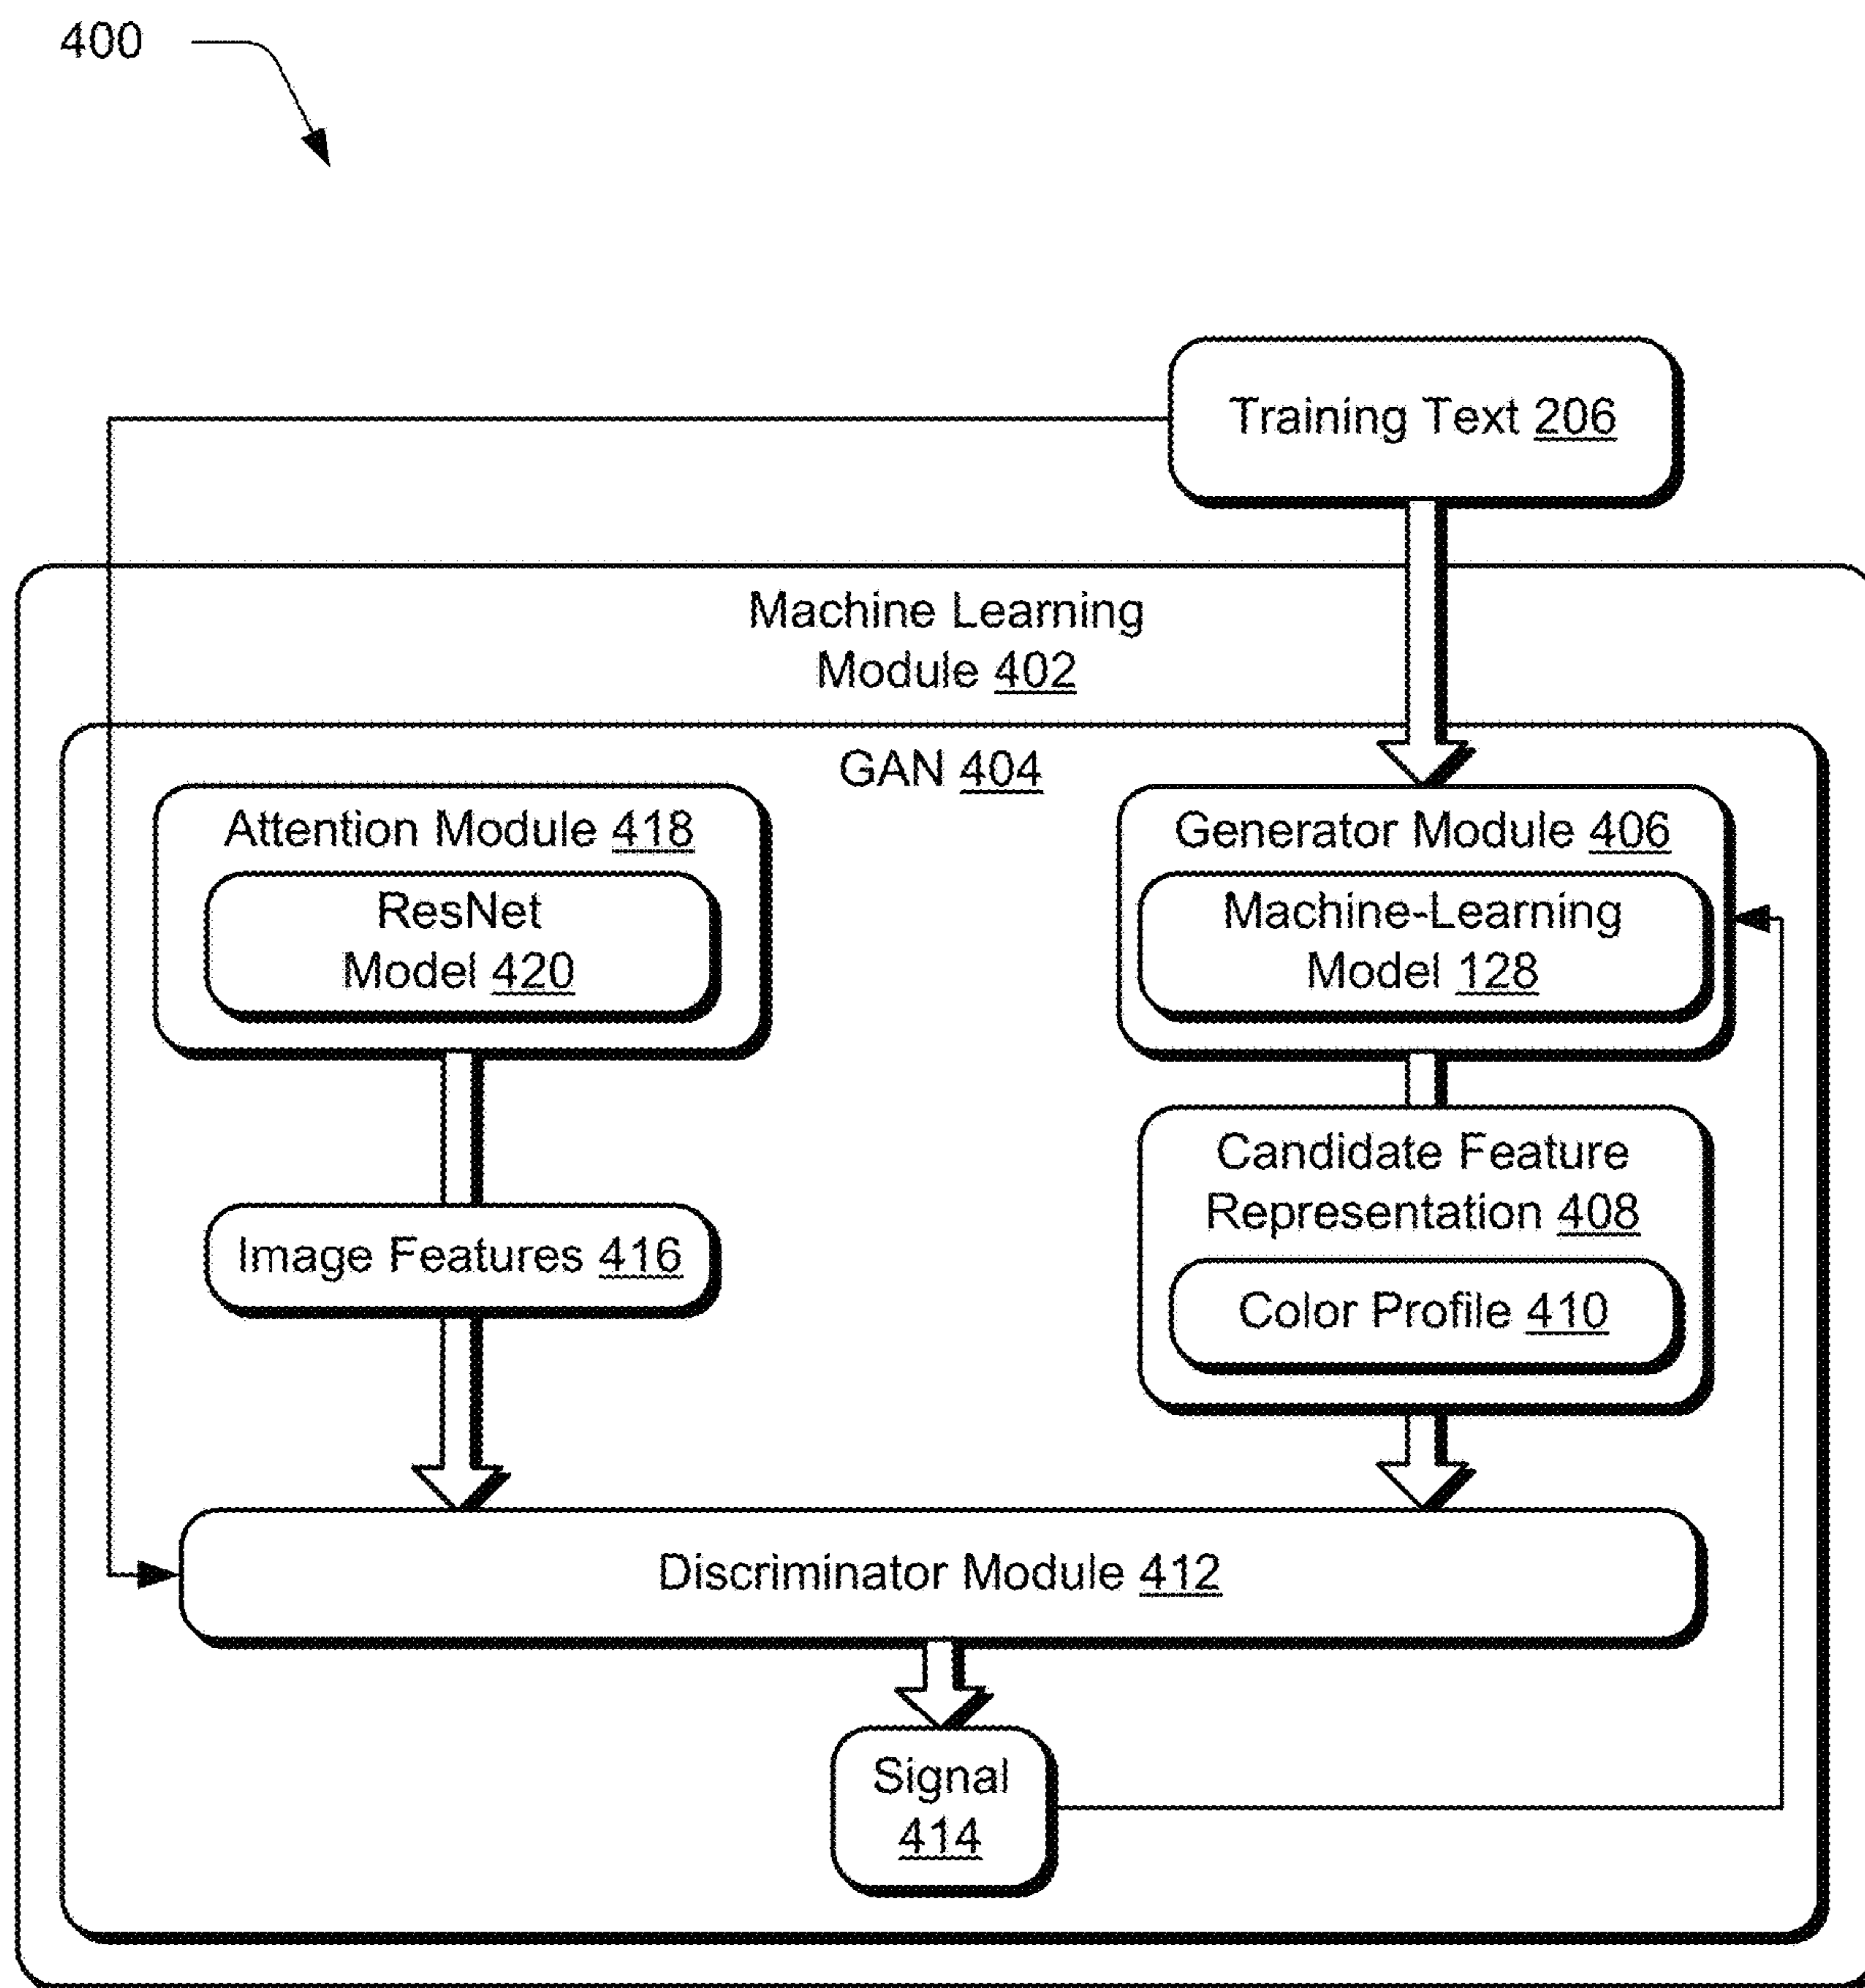 400
Training Text 206
Machine Learning
Module 402
GAN 404
Attention Module 418
ResNet
Model 420
Generator Module 406
Machine-Learning
Model 128
Image Features 416
Candidate Feature
Representation 408
Color Profile 410
Discriminator Module 412
Signal
414